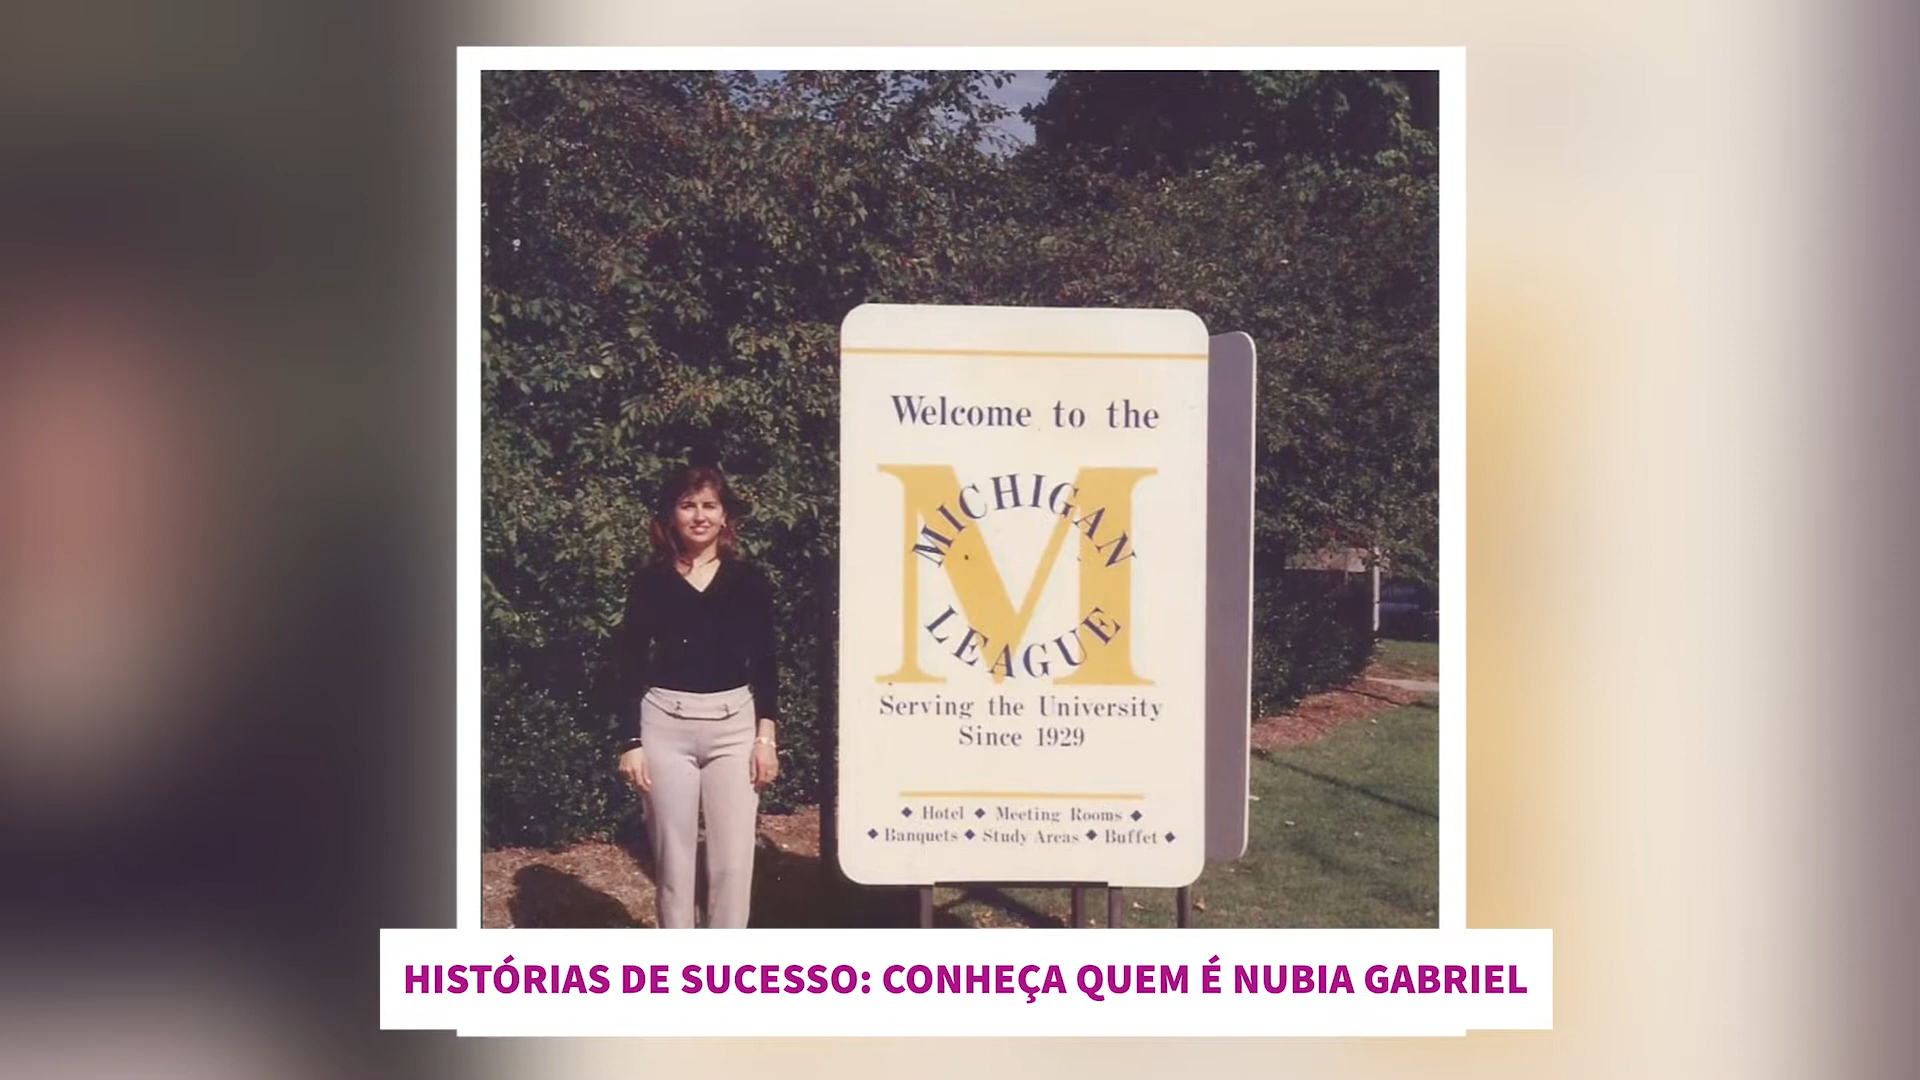 Welcome to the
MICHIGAN
LEAGUE
Serving the University
Since 1929
◆ Hotel ◆ Meeting Rooms ◆
◆ Banquets ◆ Study Areas ◆ Buffet ◆
HISTÓRIAS DE SUCESSO: CONHEÇA QUEM É NUBIA GABRIEL